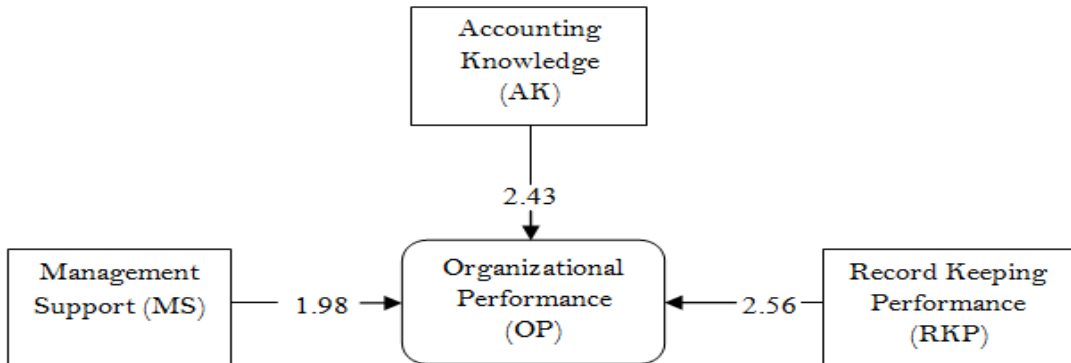 Accounting
Knowledge
(AK)
2.43
Management
Support (MS)
1.98
Organizational
Performance
(OP)
2.56
Record Keeping
Performance
(RKP)